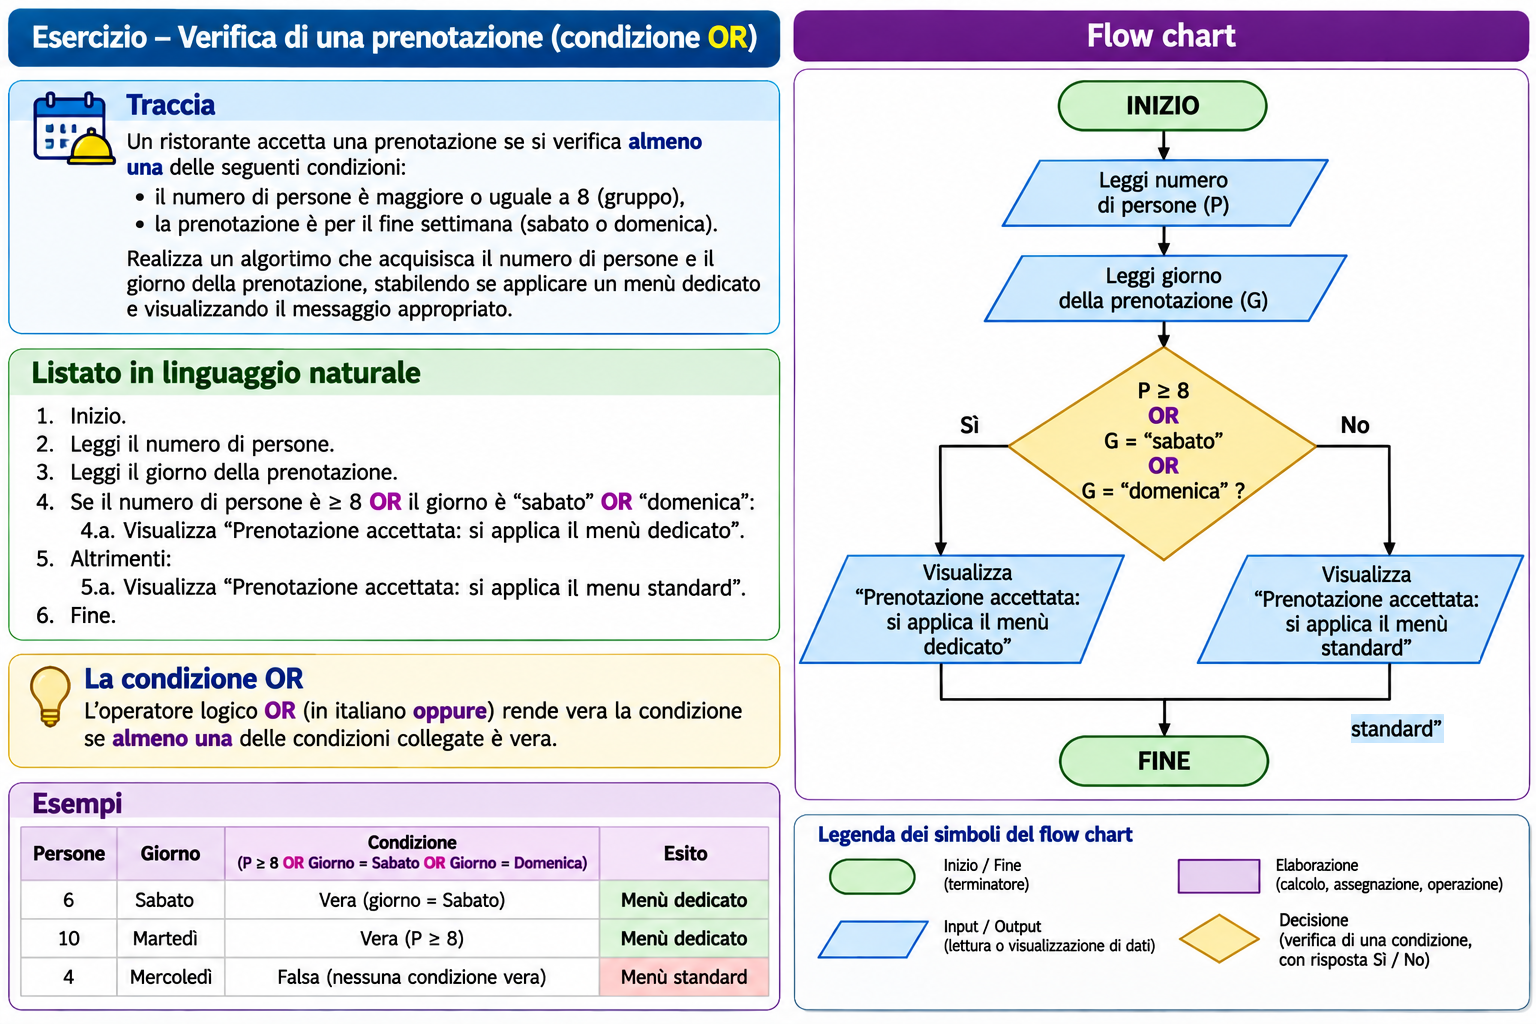 Esercizio – Verifica di una prenotazione (condizione OR)
Traccia
Un ristorante accetta una prenotazione se si verifica almeno
una delle seguenti condizioni:
• il numero di persone è maggiore o uguale a 8 (gruppo),
• la prenotazione è per il fine settimana (sabato o domenica).
Realizza un algortimo che acquisisca il numero di persone e il
giorno della prenotazione, stabilendo se applicare un menù dedicato
e visualizzando il messaggio appropriato.
Listato in linguaggio naturale
1. Inizio.
2. Leggi il numero di persone.
3. Leggi il giorno della prenotazione.
4. Se il numero di persone è ≥ 8 OR il giorno è “sabato” OR “domenica”:
4.a. Visualizza “Prenotazione accettata: si applica il menù dedicato”.
5. Altrimenti:
5.a. Visualizza “Prenotazione accettata: si applica il menu standard”.
6. Fine.
La condizione OR
L’operatore logico OR (in italiano oppure) rende vera la condizione
se almeno una delle condizioni collegate è vera.
Esempi
Persone Giorno Condizione Esito
(P ≥ 8 OR Giorno = Sabato OR Giorno = Domenica)
6 Sabato Vera (giorno = Sabato) Menù dedicato
10 Martedì Vera (P ≥ 8) Menù dedicato
4 Mercoledì Falsa (nessuna condizione vera) Menù standard
Flow chart
INIZIO
Leggi numero
di persone (P)
Leggi giorno
della prenotazione (G)
P ≥ 8
OR
G = “sabato”
OR
G = “domenica” ?
Sì
No
Visualizza
“Prenotazione accettata:
si applica il menù
dedicato”
Visualizza
“Prenotazione accettata:
si applica il menù
standard”
standard”
FINE
Legenda dei simboli del flow chart
Inizio / Fine
(terminatore)
Elaborazione
(calcolo, assegnazione, operazione)
Input / Output
(lettura o visualizzazione di dati)
Decisione
(verifica di una condizione,
con risposta Sì / No)